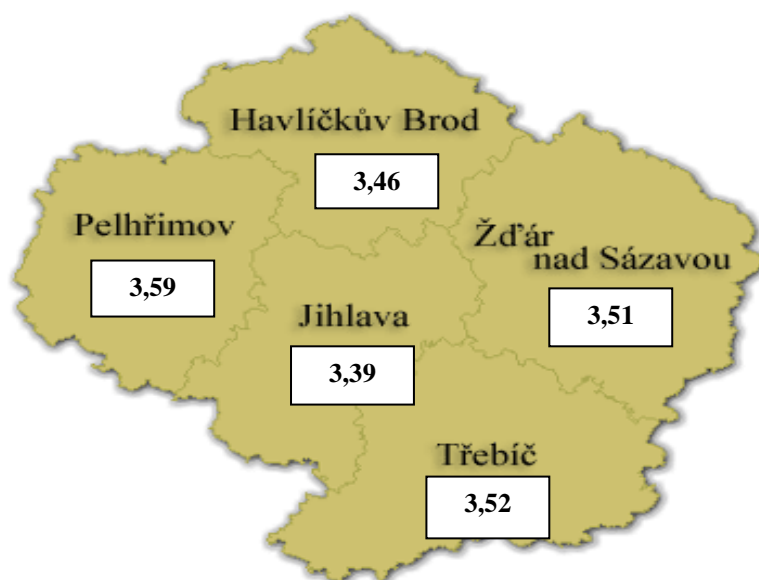 Havlíčkův Brod
3,46
Pelhřimov
3,59
Žďár
nad Sázavou
3,51
Jihlava
3,39
Třebíč
3,52